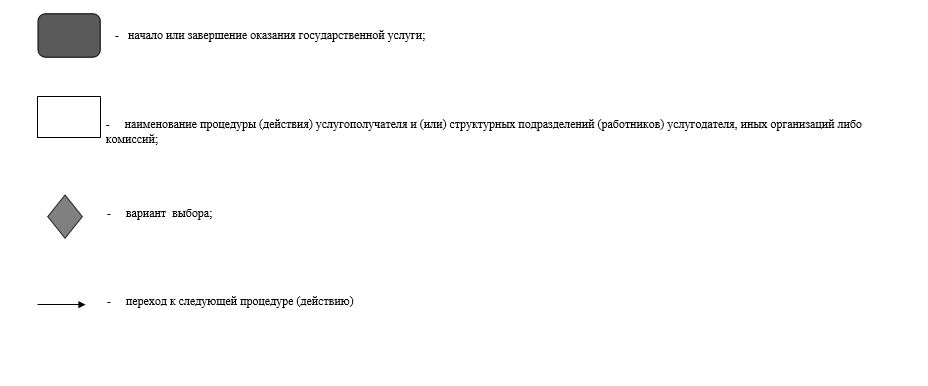 - начало или завершение оказания государственной услуги;
- наименование процедуры (действия) услугополучателя и (или) структурных подразделений (работников) услугодателя, иных организаций либо
комиссий;
- вариант выбора;
- переход к следующей процедуре (действию)